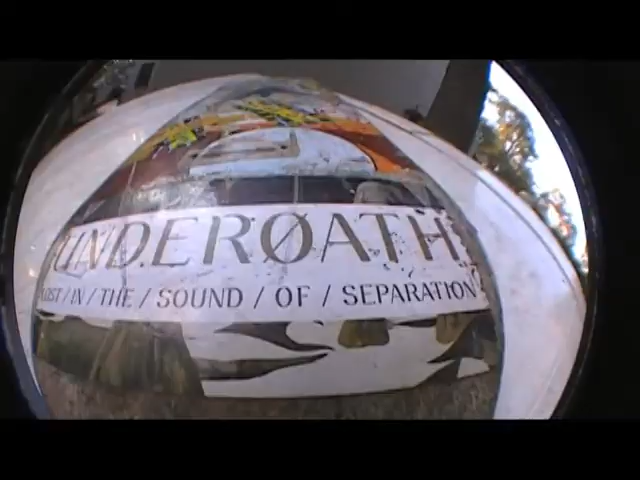 UNDERØATH
LOST / IN / THE / SOUND / OF / SEPARATION